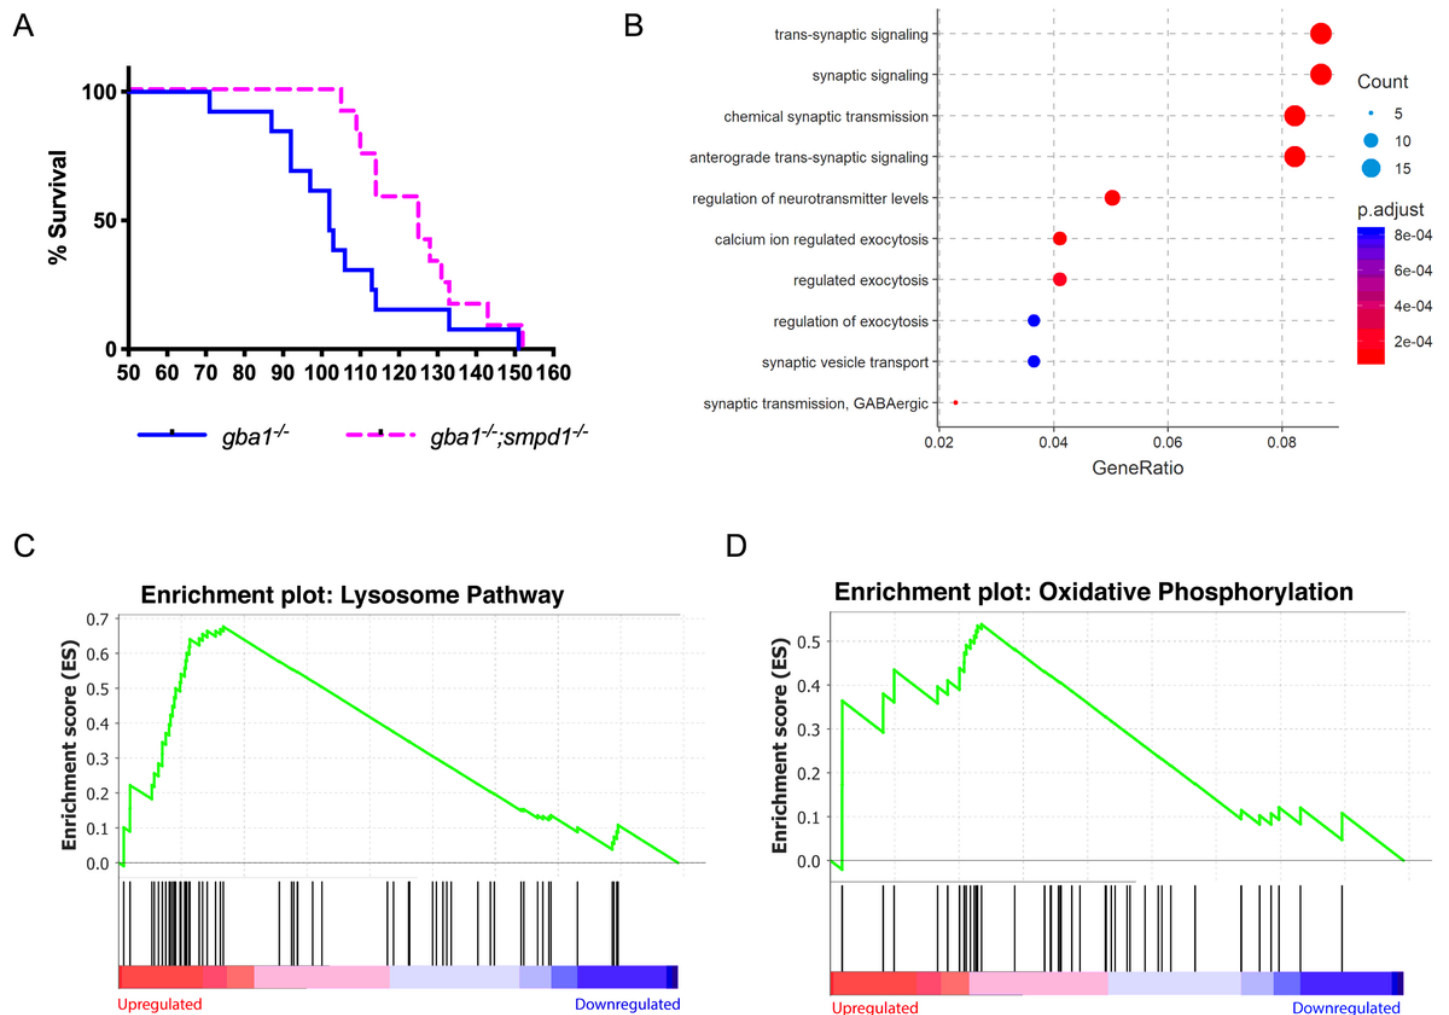 A
% Survival
100
50
0
50 60 70 80 90 100 110 120 130 140 150 160
gba1-/-
gba1-/-;smpd1-/-
B
trans-synaptic signaling
synaptic signaling
chemical synaptic transmission
anterograde trans-synaptic signaling
regulation of neurotransmitter levels
calcium ion regulated exocytosis
regulated exocytosis
regulation of exocytosis
synaptic vesicle transport
synaptic transmission, GABAergic
0.02 0.04 0.06 0.08
GeneRatio
Count
5
10
15
p.adjust
8e-04
6e-04
4e-04
2e-04
C
Enrichment plot: Lysosome Pathway
Enrichment score (ES)
0.7
0.6
0.5
0.4
0.3
0.2
0.1
0.0
Upregulated Downregulated
D
Enrichment plot: Oxidative Phosphorylation
Enrichment score (ES)
0.5
0.4
0.3
0.2
0.1
0.0
Upregulated Downregulated